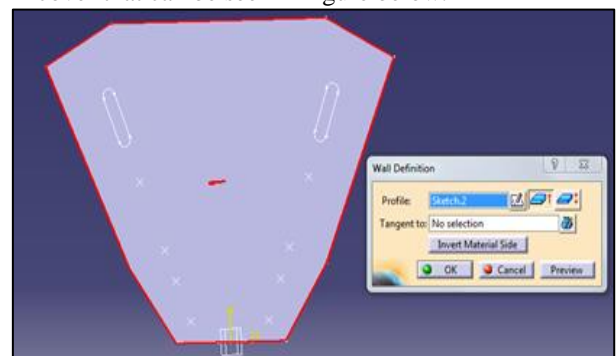 Wall Definition
Profile: Sketch.2
Tangent to: No selection
Invert Material Side
OK Cancel Preview